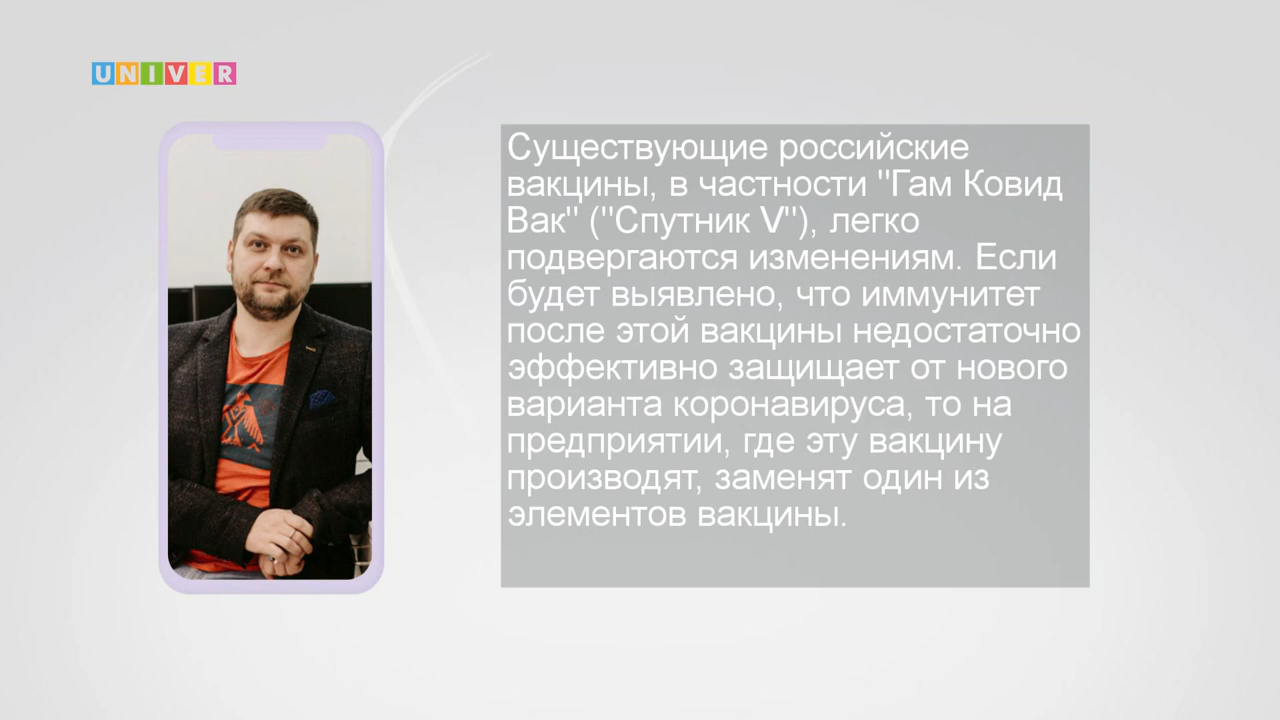 UNIVER
Существующие российские
вакцины, в частности "Гам Ковид
Вак" ("Спутник V"), легко
подвергаются изменениям. Если
будет выявлено, что иммунитет
после этой вакцины недостаточно
эффективно защищает от нового
варианта коронавируса, то на
предприятии, где эту вакцину
производят, заменят один из
элементов вакцины.